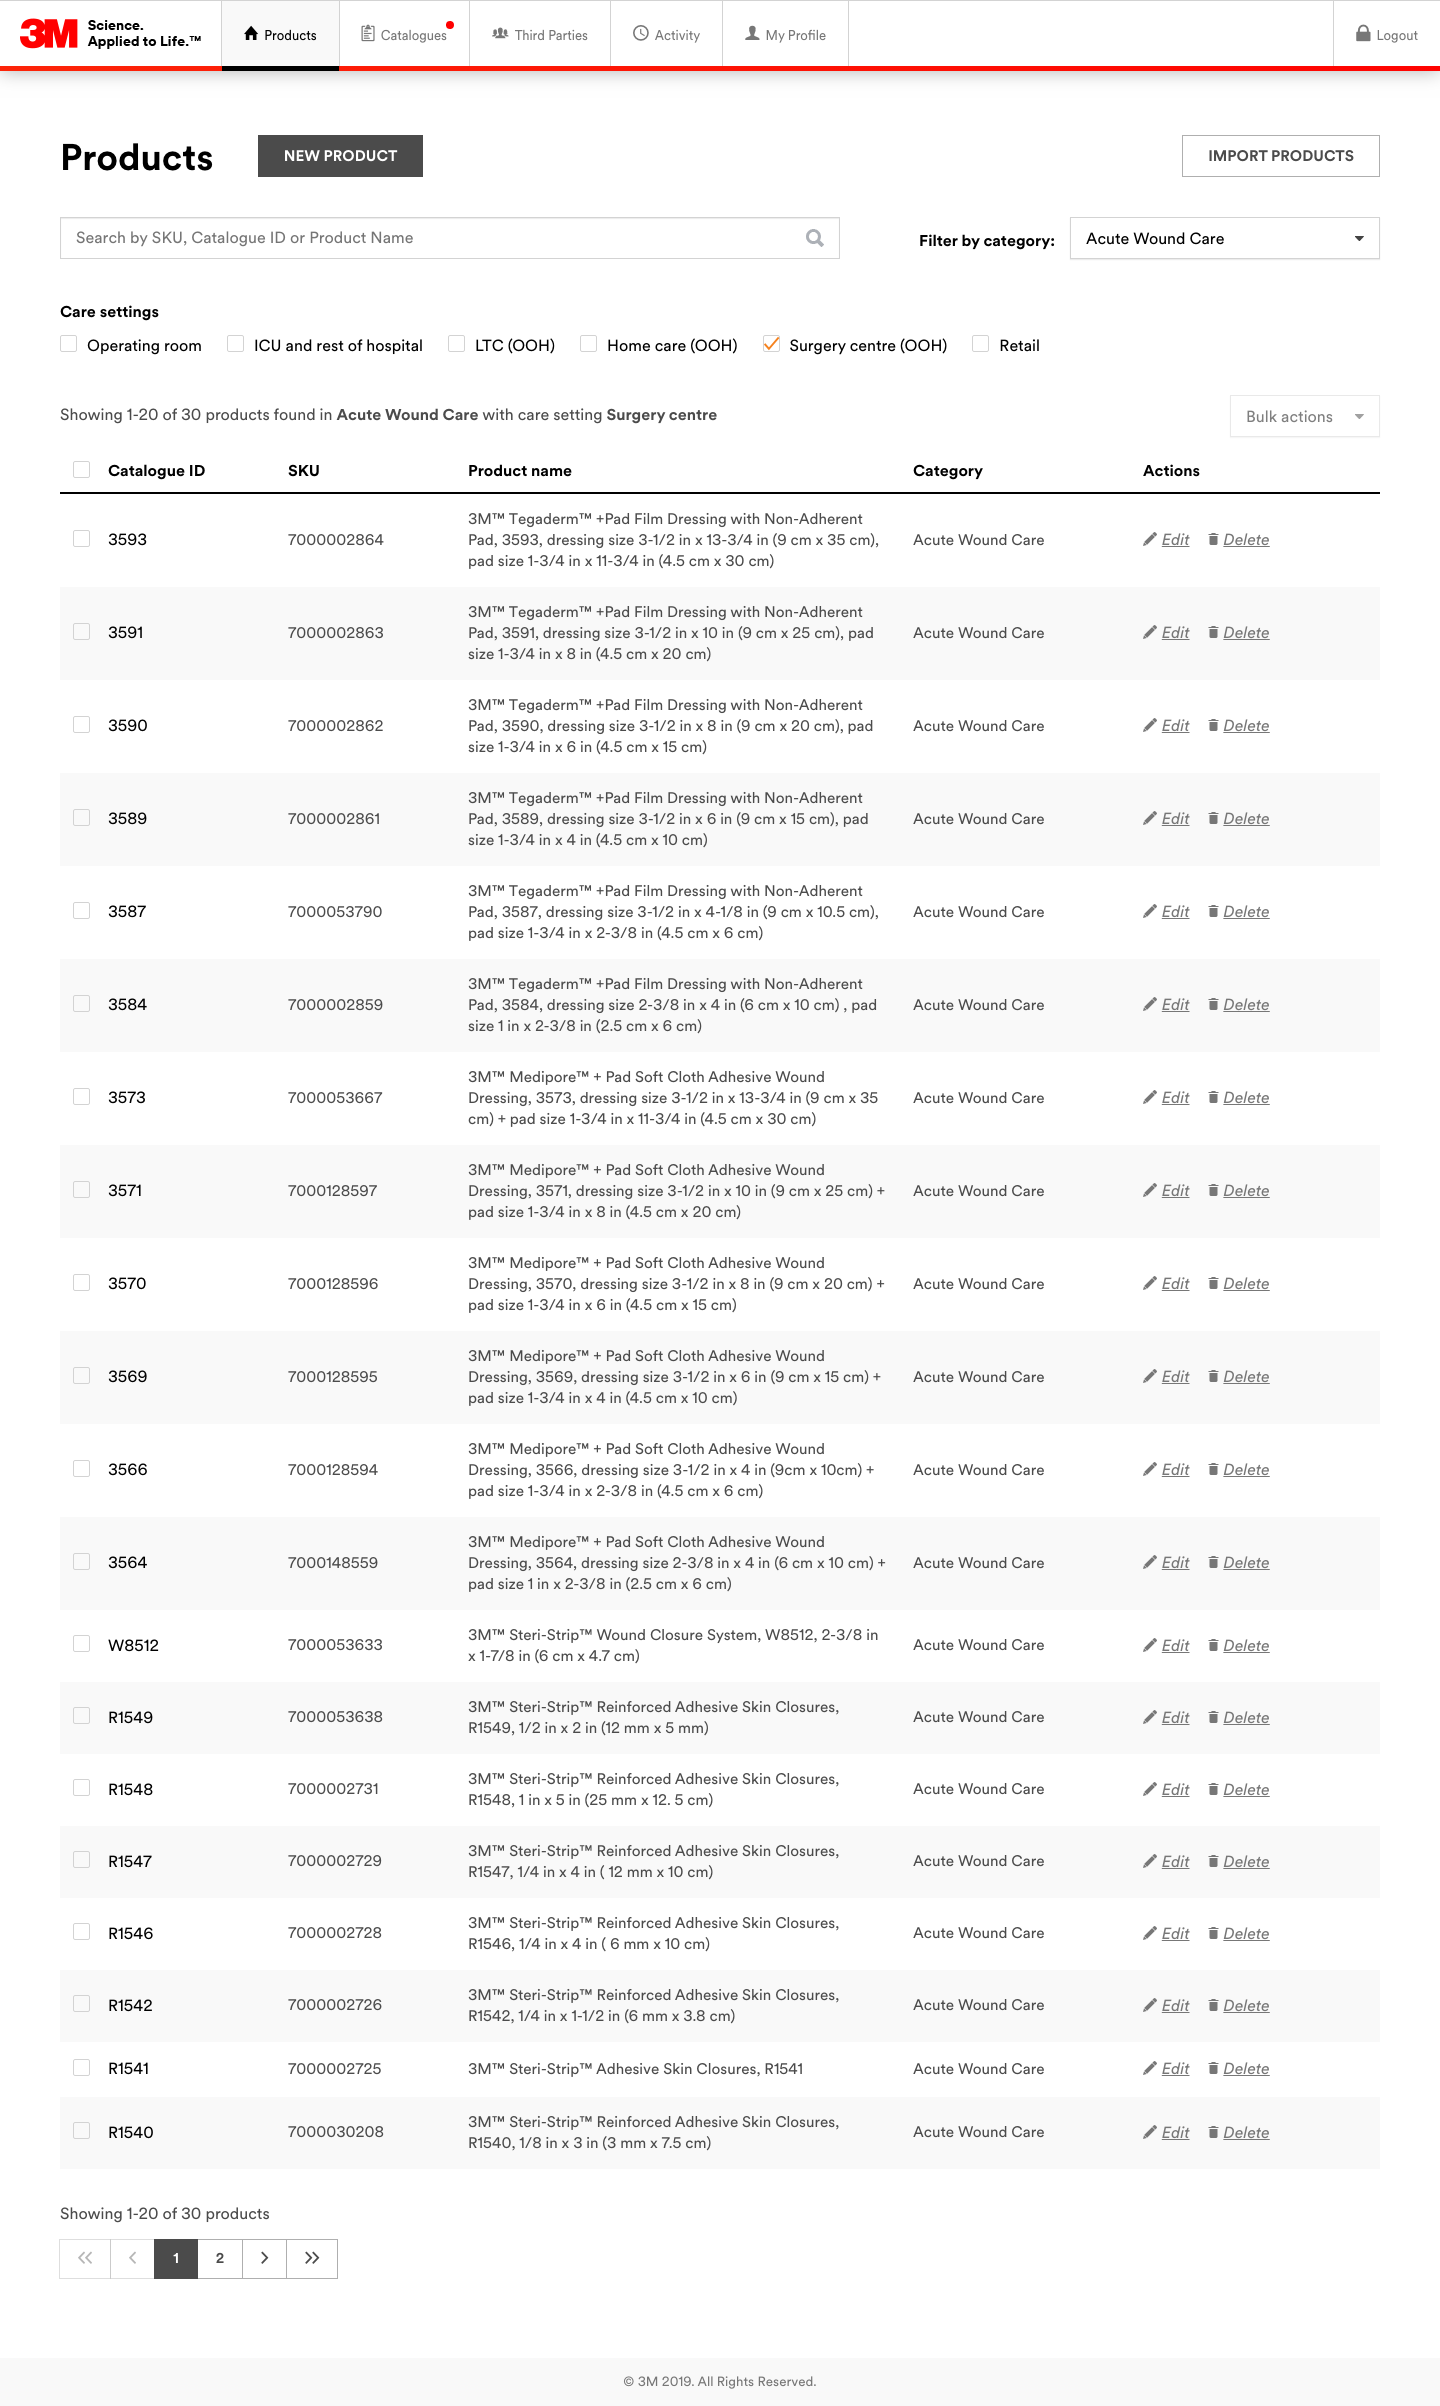 3M Science.
Applied to Life.™
Products
Catalogues
Third Parties
Activity
My Profile
Logout
Products
NEW PRODUCT
IMPORT PRODUCTS
Search by SKU, Catalogue ID or Product Name
Filter by category:
Acute Wound Care
Care settings
Operating room
ICU and rest of hospital
LTC (OOH)
Home care (OOH)
Surgery centre (OOH)
Retail
Showing 1-20 of 30 products found in Acute Wound Care with care setting Surgery centre
Bulk actions
Catalogue ID SKU Product name Category Actions
3M™ Tegaderm™ +Pad Film Dressing with Non-Adherent
3593 7000002864 Pad, 3593, dressing size 3-1/2 in x 13-3/4 in (9 cm x 35 cm), Acute Wound Care Edit Delete
pad size 1-3/4 in x 11-3/4 in (4.5 cm x 30 cm)
3M™ Tegaderm™ +Pad Film Dressing with Non-Adherent
3591 7000002863 Pad, 3591, dressing size 3-1/2 in x 10 in (9 cm x 25 cm), pad Acute Wound Care Edit Delete
size 1-3/4 in x 8 in (4.5 cm x 20 cm)
3M™ Tegaderm™ +Pad Film Dressing with Non-Adherent
3590 7000002862 Pad, 3590, dressing size 3-1/2 in x 8 in (9 cm x 20 cm), pad Acute Wound Care Edit Delete
size 1-3/4 in x 6 in (4.5 cm x 15 cm)
3M™ Tegaderm™ +Pad Film Dressing with Non-Adherent
3589 7000002861 Pad, 3589, dressing size 3-1/2 in x 6 in (9 cm x 15 cm), pad Acute Wound Care Edit Delete
size 1-3/4 in x 4 in (4.5 cm x 10 cm)
3M™ Tegaderm™ +Pad Film Dressing with Non-Adherent
3587 7000053790 Pad, 3587, dressing size 3-1/2 in x 4-1/8 in (9 cm x 10.5 cm), Acute Wound Care Edit Delete
pad size 1-3/4 in x 2-3/8 in (4.5 cm x 6 cm)
3M™ Tegaderm™ +Pad Film Dressing with Non-Adherent
3584 7000002859 Pad, 3584, dressing size 2-3/8 in x 4 in (6 cm x 10 cm) , pad Acute Wound Care Edit Delete
size 1 in x 2-3/8 in (2.5 cm x 6 cm)
3M™ Medipore™ + Pad Soft Cloth Adhesive Wound
3573 7000053667 Dressing, 3573, dressing size 3-1/2 in x 13-3/4 in (9 cm x 35 Acute Wound Care Edit Delete
cm) + pad size 1-3/4 in x 11-3/4 in (4.5 cm x 30 cm)
3M™ Medipore™ + Pad Soft Cloth Adhesive Wound
3571 7000128597 Dressing, 3571, dressing size 3-1/2 in x 10 in (9 cm x 25 cm) + Acute Wound Care Edit Delete
pad size 1-3/4 in x 8 in (4.5 cm x 20 cm)
3M™ Medipore™ + Pad Soft Cloth Adhesive Wound
3570 7000128596 Dressing, 3570, dressing size 3-1/2 in x 8 in (9 cm x 20 cm) + Acute Wound Care Edit Delete
pad size 1-3/4 in x 6 in (4.5 cm x 15 cm)
3M™ Medipore™ + Pad Soft Cloth Adhesive Wound
3569 7000128595 Dressing, 3569, dressing size 3-1/2 in x 6 in (9 cm x 15 cm) + Acute Wound Care Edit Delete
pad size 1-3/4 in x 4 in (4.5 cm x 10 cm)
3M™ Medipore™ + Pad Soft Cloth Adhesive Wound
3566 7000128594 Dressing, 3566, dressing size 3-1/2 in x 4 in (9cm x 10cm) + Acute Wound Care Edit Delete
pad size 1-3/4 in x 2-3/8 in (4.5 cm x 6 cm)
3M™ Medipore™ + Pad Soft Cloth Adhesive Wound
3564 7000148559 Dressing, 3564, dressing size 2-3/8 in x 4 in (6 cm x 10 cm) + Acute Wound Care Edit Delete
pad size 1 in x 2-3/8 in (2.5 cm x 6 cm)
W8512 7000053633 3M™ Steri-Strip™ Wound Closure System, W8512, 2-3/8 in Acute Wound Care Edit Delete
x 1-7/8 in (6 cm x 4.7 cm)
R1549 7000053638 3M™ Steri-Strip™ Reinforced Adhesive Skin Closures, Acute Wound Care Edit Delete
R1549, 1/2 in x 2 in (12 mm x 5 mm)
R1548 7000002731 3M™ Steri-Strip™ Reinforced Adhesive Skin Closures, Acute Wound Care Edit Delete
R1548, 1 in x 5 in (25 mm x 12. 5 cm)
R1547 7000002729 3M™ Steri-Strip™ Reinforced Adhesive Skin Closures, Acute Wound Care Edit Delete
R1547, 1/4 in x 4 in ( 12 mm x 10 cm)
R1546 7000002728 3M™ Steri-Strip™ Reinforced Adhesive Skin Closures, Acute Wound Care Edit Delete
R1546, 1/4 in x 4 in ( 6 mm x 10 cm)
R1542 7000002726 3M™ Steri-Strip™ Reinforced Adhesive Skin Closures, Acute Wound Care Edit Delete
R1542, 1/4 in x 1-1/2 in (6 mm x 3.8 cm)
R1541 7000002725 3M™ Steri-Strip™ Adhesive Skin Closures, R1541 Acute Wound Care Edit Delete
R1540 7000030208 3M™ Steri-Strip™ Reinforced Adhesive Skin Closures, Acute Wound Care Edit Delete
R1540, 1/8 in x 3 in (3 mm x 7.5 cm)
Showing 1-20 of 30 products
1 2
© 3M 2019. All Rights Reserved.